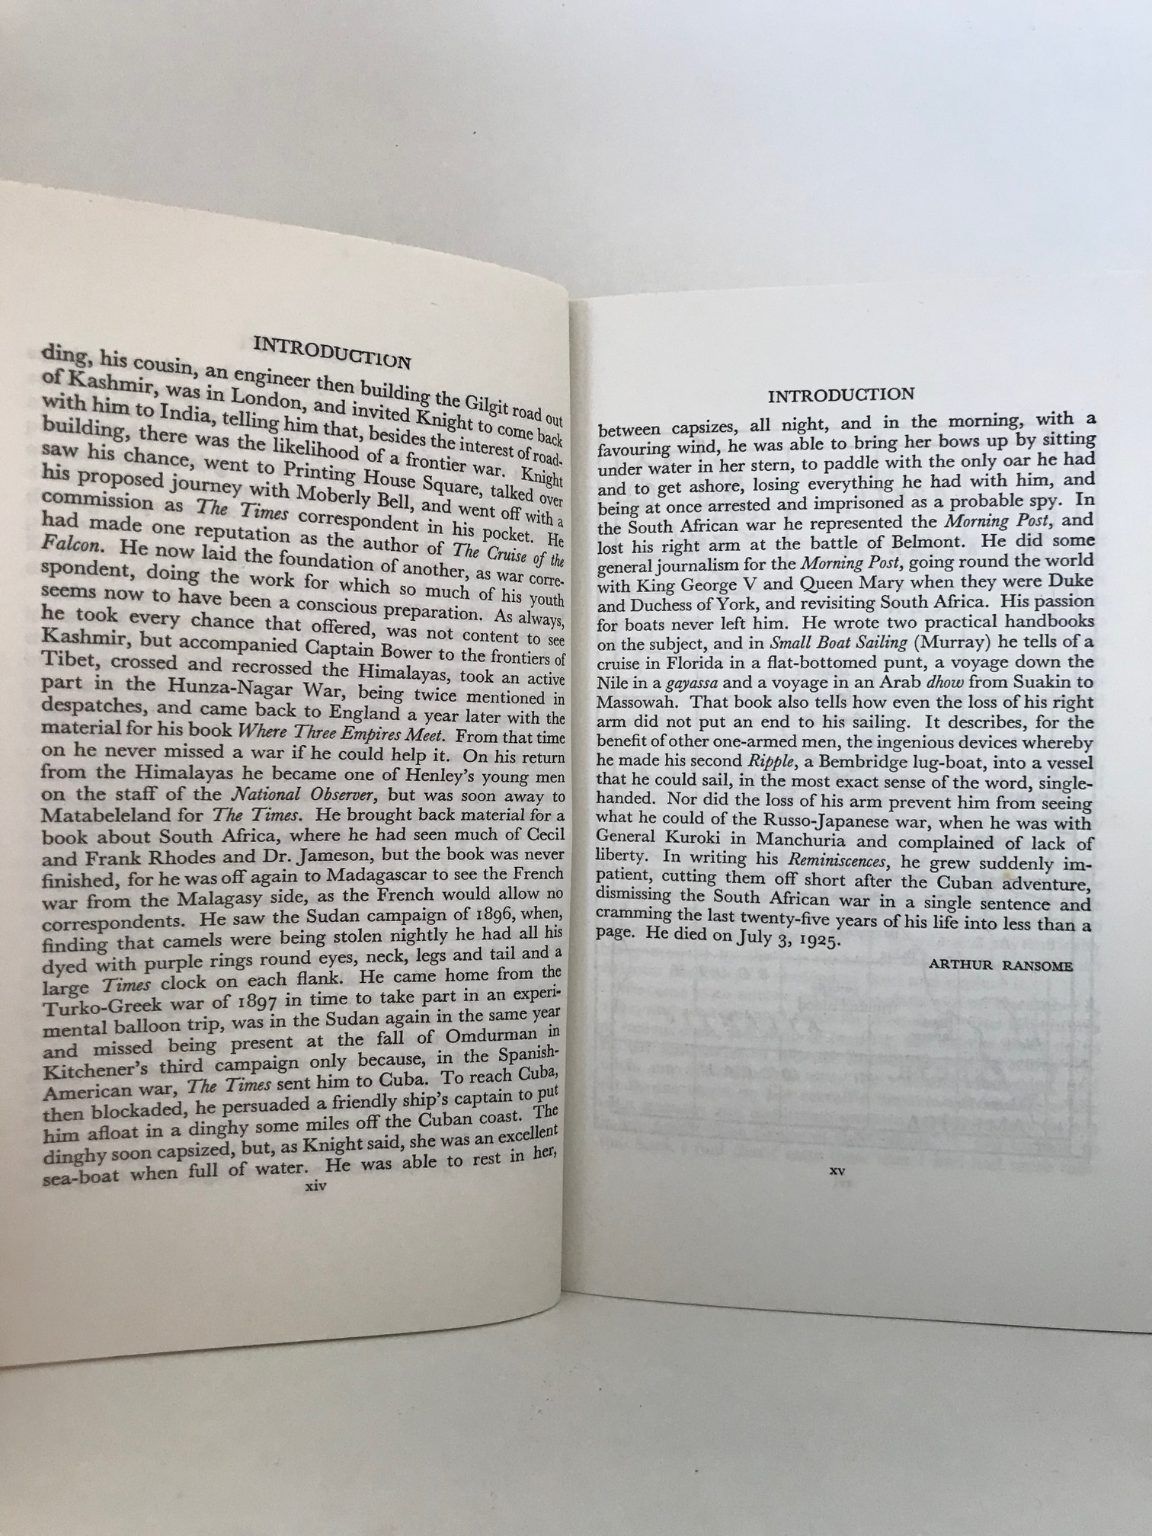 INTRODUCTION
ding, his cousin, an engineer then building the Gilgit road out
of Kashmir, was in London, and invited Knight to come back
with him to India, telling him that, besides the interest of road-
building, there was the likelihood of a frontier war. Knight
saw his chance, went to Printing House Square, talked over
his proposed journey with Moberly Bell, and went off with a
commission as The Times correspondent in his pocket. He
had made one reputation as the author of The Cruise of the
Falcon. He now laid the foundation of another, as war corre-
spondent, doing the work for which so much of his youth
seems now to have been a conscious preparation. As always,
he took every chance that offered, was not content to see
Kashmir, but accompanied Captain Bower to the frontiers of
Tibet, crossed and recrossed the Himalayas, took an active
part in the Hunza-Nagar War, being twice mentioned in
despatches, and came back to England a year later with the
material for his book Where Three Empires Meet. From that time
on he never missed a war if he could help it. On his return
from the Himalayas he became one of Henley's young men
on the staff of the National Observer, but was soon away to
Matabeleland for The Times. He brought back material for a
book about South Africa, where he had seen much of Cecil
and Frank Rhodes and Dr. Jameson, but the book was never
finished, for he was off again to Madagascar to see the French
war from the Malagasy side, as the French would allow no
correspondents. He saw the Sudan campaign of 1896, when,
finding that camels were being stolen nightly he had all his
dyed with purple rings round eyes, neck, legs and tail and a
large Times clock on each flank. He came home from the
Turko-Greek war of 1897 in time to take part in an experi-
mental balloon trip, was in the Sudan again in the same year
and missed being present at the fall of Omdurman in
Kitchener's third campaign only because, in the Spanish-
American war, The Times sent him to Cuba. To reach Cuba,
then blockaded, he persuaded a friendly ship's captain to put
him afloat in a dinghy some miles off the Cuban coast. The
dinghy soon capsized, but, as Knight said, she was an excellent
sea-boat when full of water. He was able to rest in her,
xiv
INTRODUCTION
between capsizes, all night, and in the morning, with a
favouring wind, he was able to bring her bows up by sitting
under water in her stern, to paddle with the only oar he had
and to get ashore, losing everything he had with him, and
being at once arrested and imprisoned as a probable spy. In
the South African war he represented the Morning Post, and
lost his right arm at the battle of Belmont. He did some
general journalism for the Morning Post, going round the world
with King George V and Queen Mary when they were Duke
and Duchess of York, and revisiting South Africa. His passion
for boats never left him. He wrote two practical handbooks
on the subject, and in Small Boat Sailing (Murray) he tells of a
cruise in Florida in a flat-bottomed punt, a voyage down the
Nile in a gayassa and a voyage in an Arab dhow from Suakin to
Massowah. That book also tells how even the loss of his right
arm did not put an end to his sailing. It describes, for the
benefit of other one-armed men, the ingenious devices whereby
he made his second Ripple, a Bembridge lug-boat, into a vessel
that he could sail, in the most exact sense of the word, single-
handed. Nor did the loss of his arm prevent him from seeing
what he could of the Russo-Japanese war, when he was with
General Kuroki in Manchuria and complained of lack of
liberty. In writing his Reminiscences, he grew suddenly im-
patient, cutting them off short after the Cuban adventure,
dismissing the South African war in a single sentence and
cramming the last twenty-five years of his life into less than a
page. He died on July 3, 1925.
ARTHUR RANSOME
xv